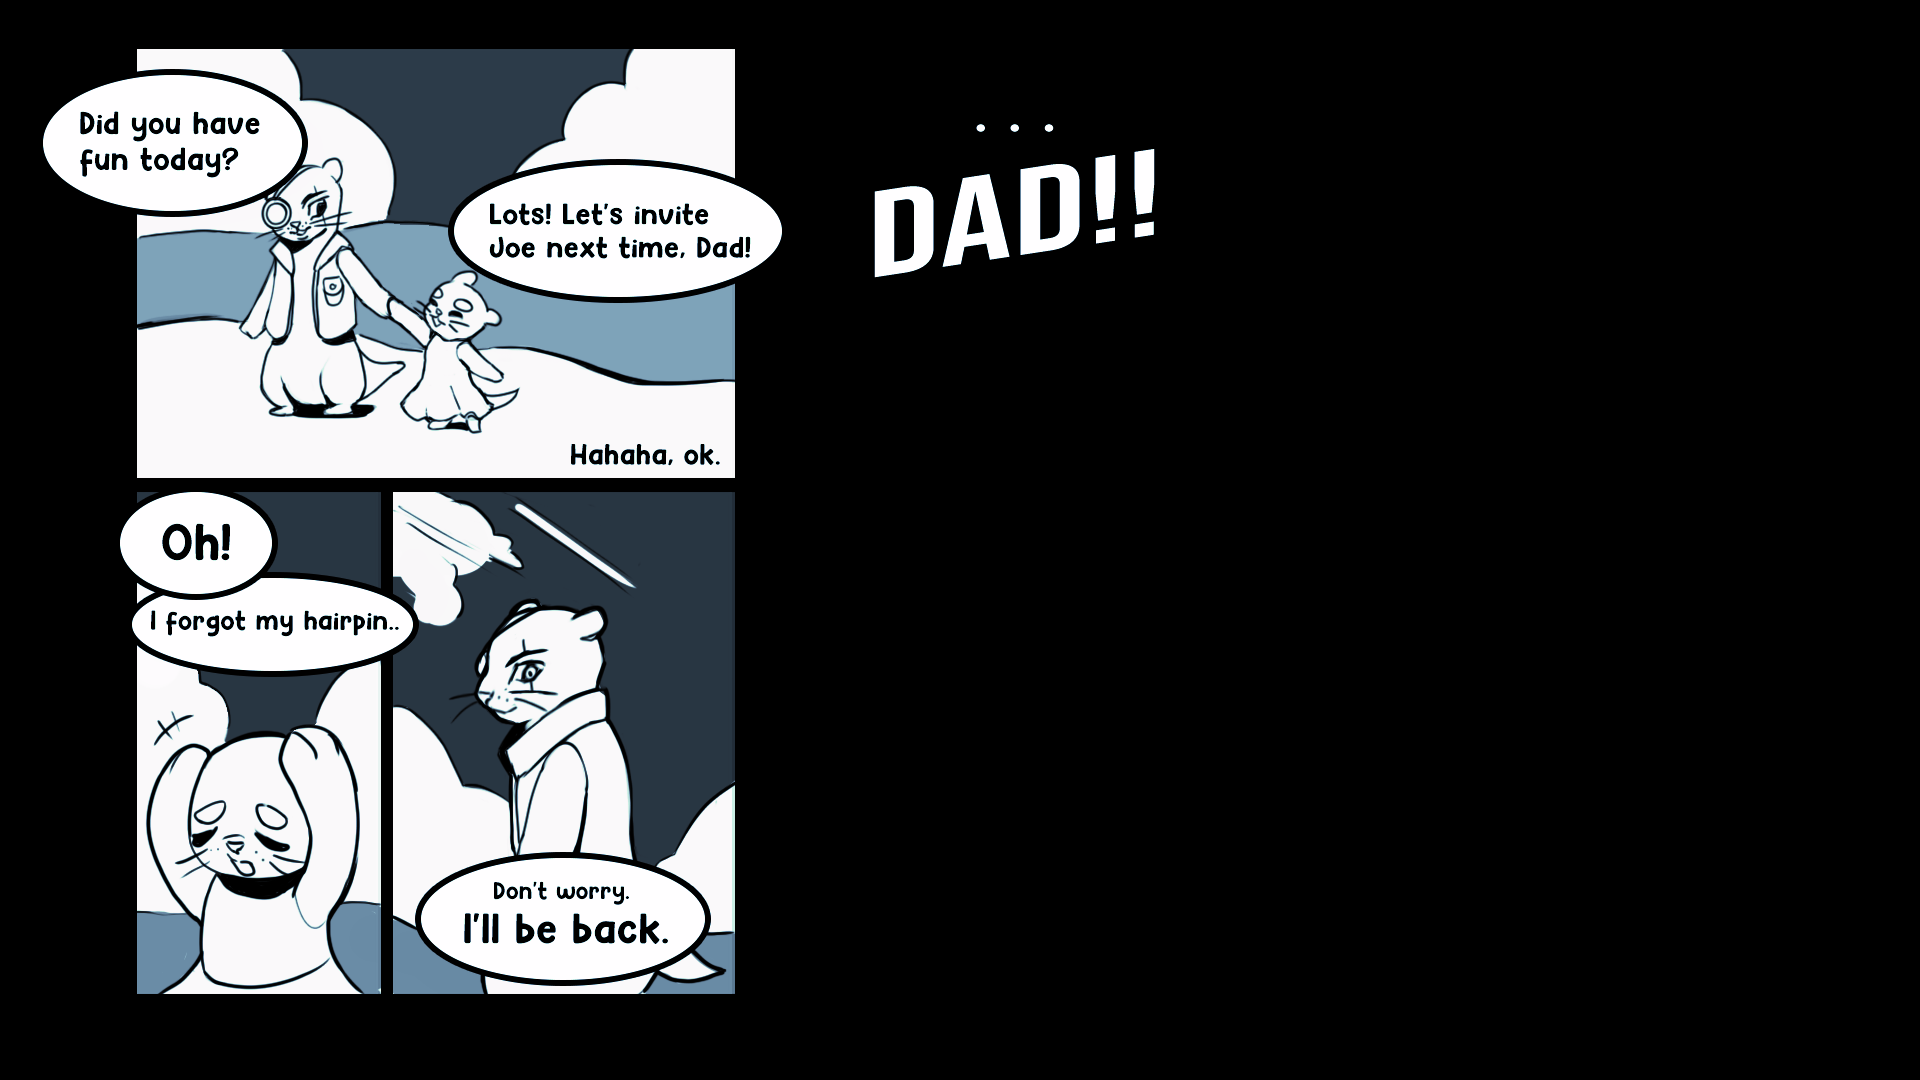 Did you have
fun today?
Lots! Let's invite
Joe next time, Dad!
Hahaha, ok.
Oh!
I forgot my hairpin..
Don't worry.
I'll be back.
...
DAD!!